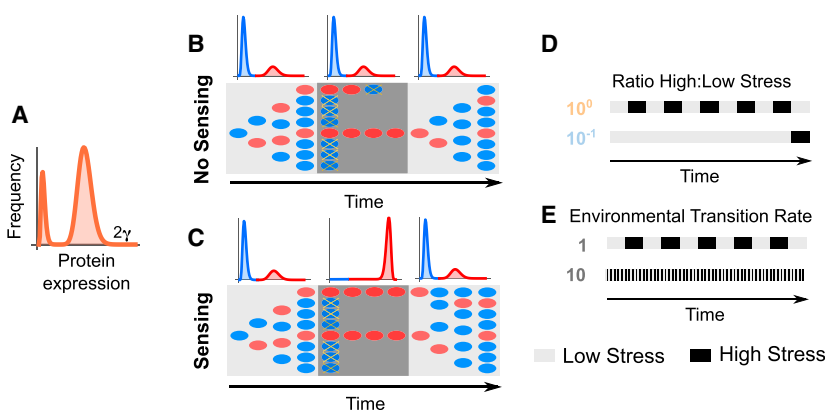 A
Frequency
2γ
Protein
expression
B
No Sensing
Time
C
Sensing
Time
D
Ratio High:Low Stress
10⁰
10⁻¹
Time
E
Environmental Transition Rate
1
10
Time
Low Stress
High Stress